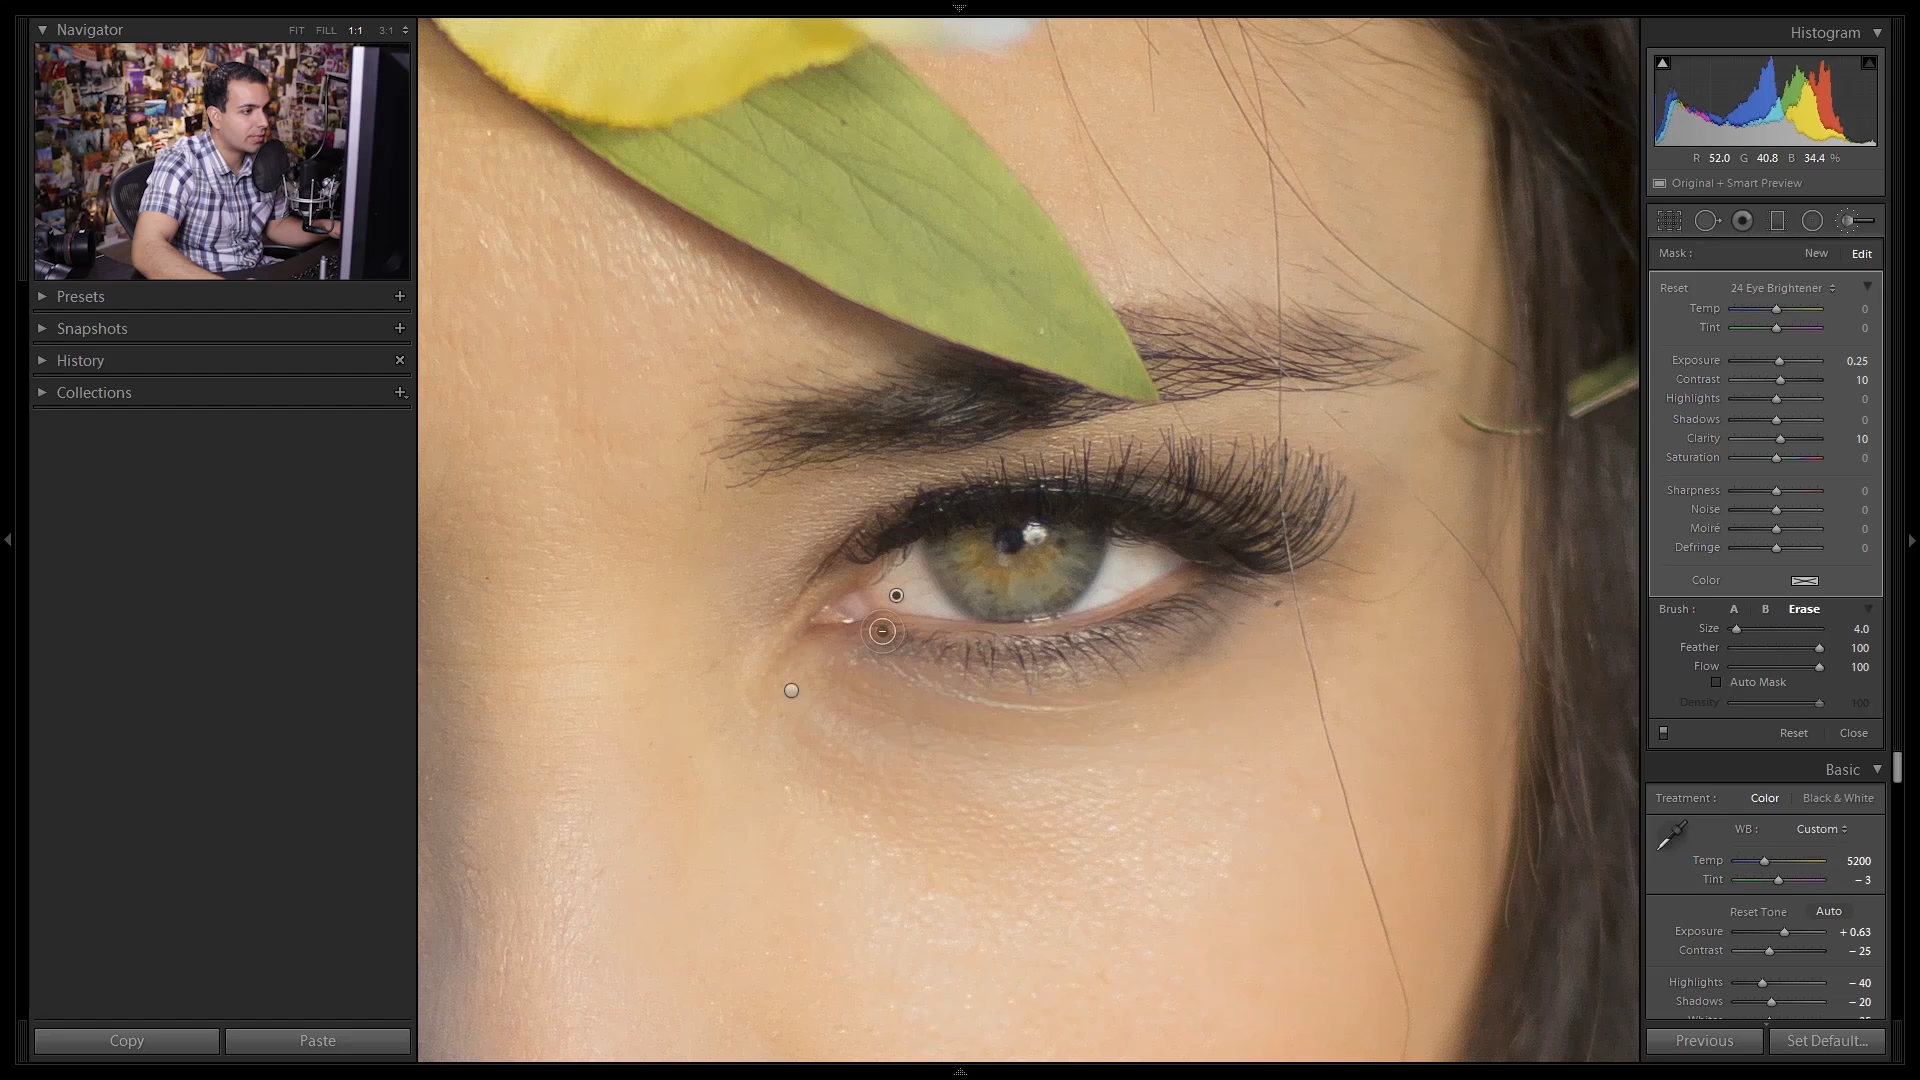 Navigator FIT FILL 1:1 3:1
Presets
Snapshots
History
Collections
Copy Paste
Histogram
R 52.0 G 40.8 B 34.4 %
Original + Smart Preview
Mask : New Edit
Reset 24 Eye Brightener
Temp 0
Tint 0
Exposure 0.25
Contrast 10
Highlights 0
Shadows 0
Clarity 10
Saturation 0
Sharpness 0
Noise 0
Moiré 0
Defringe 0
Color
Brush : A B Erase
Size 4.0
Feather 100
Flow 100
Auto Mask
Density 100
Reset Close
Basic
Treatment : Color Black & White
WB : Custom
Temp 5200
Tint – 3
Reset Tone Auto
Exposure + 0.63
Contrast – 25
Highlights – 40
Shadows – 20
Previous Set Default...